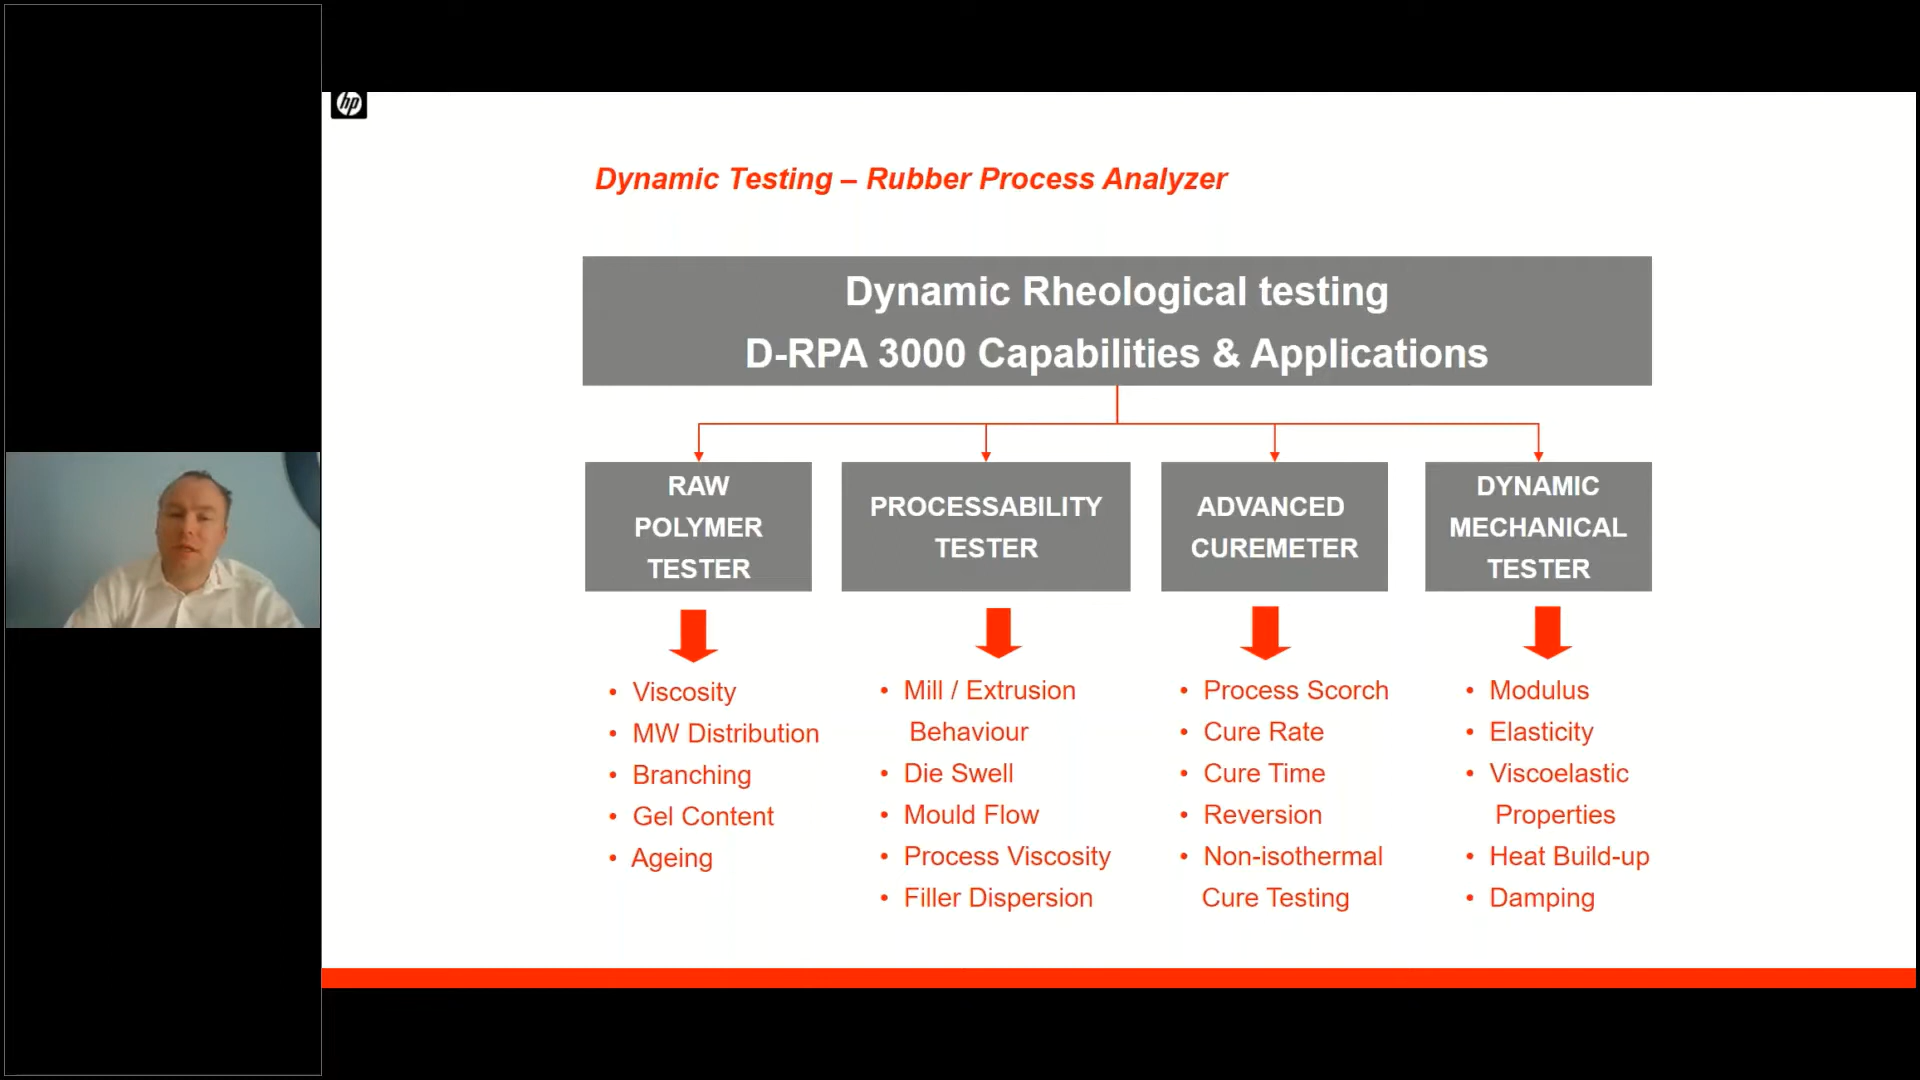 hp
Dynamic Testing – Rubber Process Analyzer
Dynamic Rheological testing
D-RPA 3000 Capabilities & Applications
RAW
POLYMER
TESTER
PROCESSABILITY
TESTER
ADVANCED
CUREMETER
DYNAMIC
MECHANICAL
TESTER
• Viscosity
• MW Distribution
• Branching
• Gel Content
• Ageing
• Mill / Extrusion
Behaviour
• Die Swell
• Mould Flow
• Process Viscosity
• Filler Dispersion
• Process Scorch
• Cure Rate
• Cure Time
• Reversion
• Non-isothermal
Cure Testing
• Modulus
• Elasticity
• Viscoelastic
Properties
• Heat Build-up
• Damping